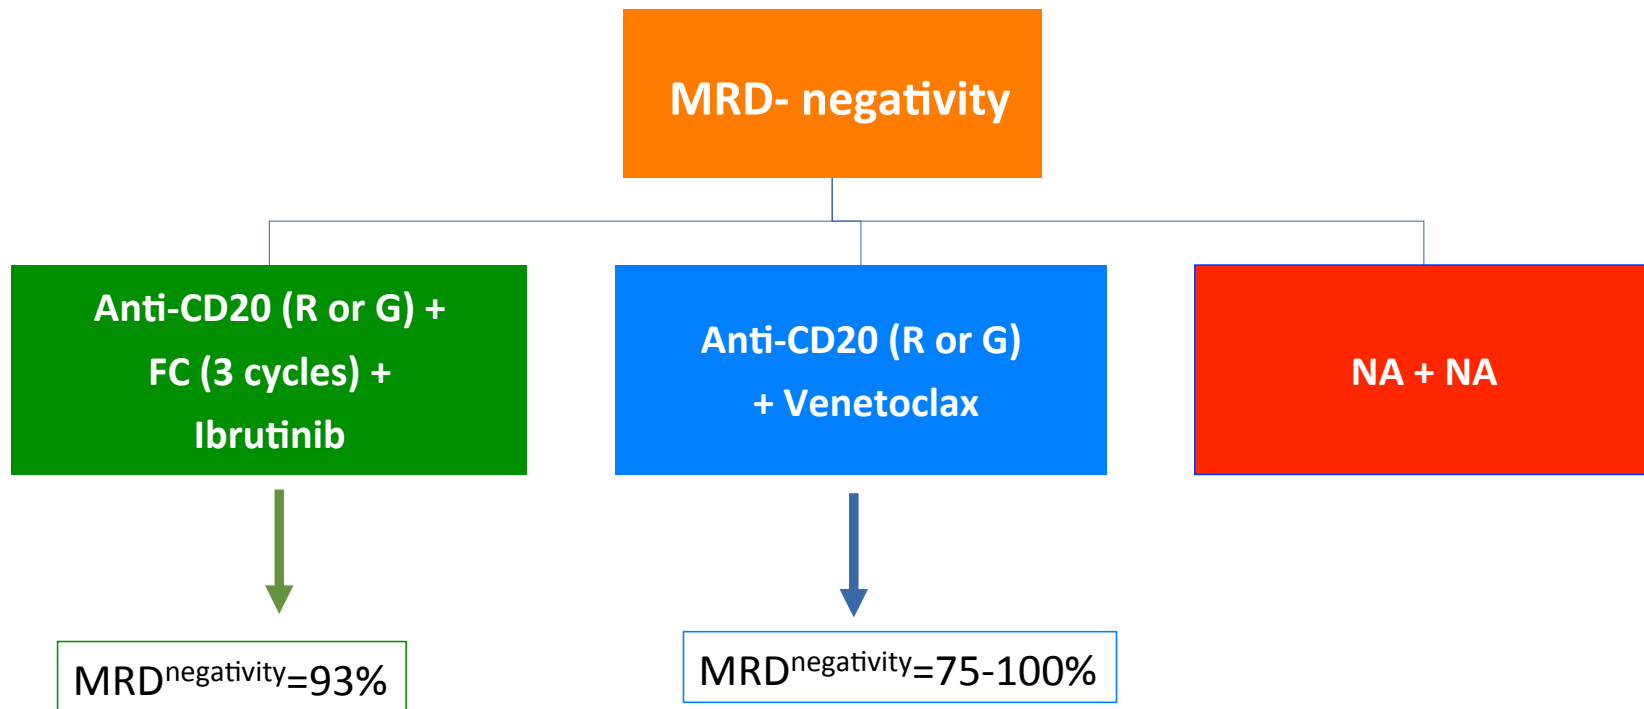 MRD- negativity
Anti-CD20 (R or G) +
FC (3 cycles) +
Ibrutinib
Anti-CD20 (R or G)
+ Venetoclax
NA + NA
MRDnegativity=93%
MRDnegativity=75-100%